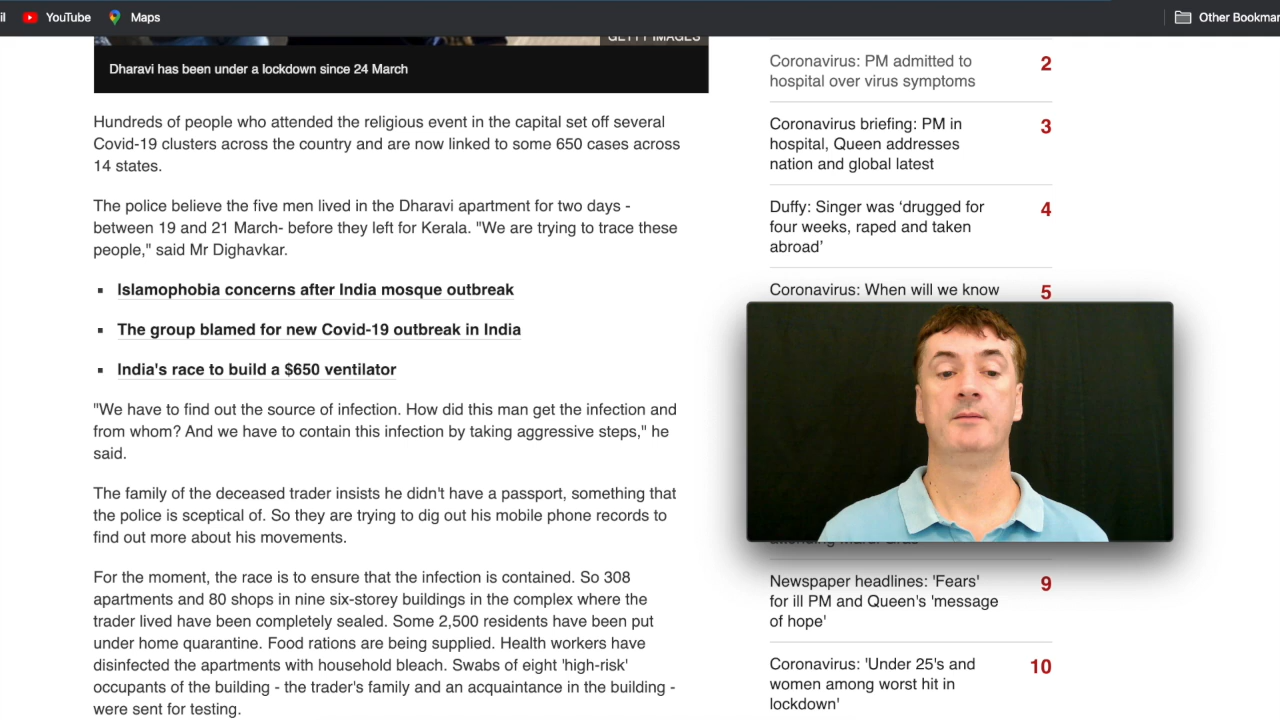 YouTube
Maps
Other Bookmar
GETTY IMAGES
Dharavi has been under a lockdown since 24 March
Hundreds of people who attended the religious event in the capital set off several
Covid-19 clusters across the country and are now linked to some 650 cases across
14 states.
The police believe the five men lived in the Dharavi apartment for two days -
between 19 and 21 March- before they left for Kerala. "We are trying to trace these
people," said Mr Dighavkar.
▪ Islamophobia concerns after India mosque outbreak
▪ The group blamed for new Covid-19 outbreak in India
▪ India's race to build a $650 ventilator
"We have to find out the source of infection. How did this man get the infection and
from whom? And we have to contain this infection by taking aggressive steps," he
said.
The family of the deceased trader insists he didn't have a passport, something that
the police is sceptical of. So they are trying to dig out his mobile phone records to
find out more about his movements.
For the moment, the race is to ensure that the infection is contained. So 308
apartments and 80 shops in nine six-storey buildings in the complex where the
trader lived have been completely sealed. Some 2,500 residents have been put
under home quarantine. Food rations are being supplied. Health workers have
disinfected the apartments with household bleach. Swabs of eight 'high-risk'
occupants of the building - the trader's family and an acquaintance in the building -
were sent for testing.
Coronavirus: PM admitted to
hospital over virus symptoms
2
Coronavirus briefing: PM in
hospital, Queen addresses
nation and global latest
3
Duffy: Singer was ‘drugged for
four weeks, raped and taken
abroad’
4
Coronavirus: When will we know
5
Newspaper headlines: 'Fears'
for ill PM and Queen's 'message
of hope'
9
Coronavirus: 'Under 25's and
women among worst hit in
lockdown'
10